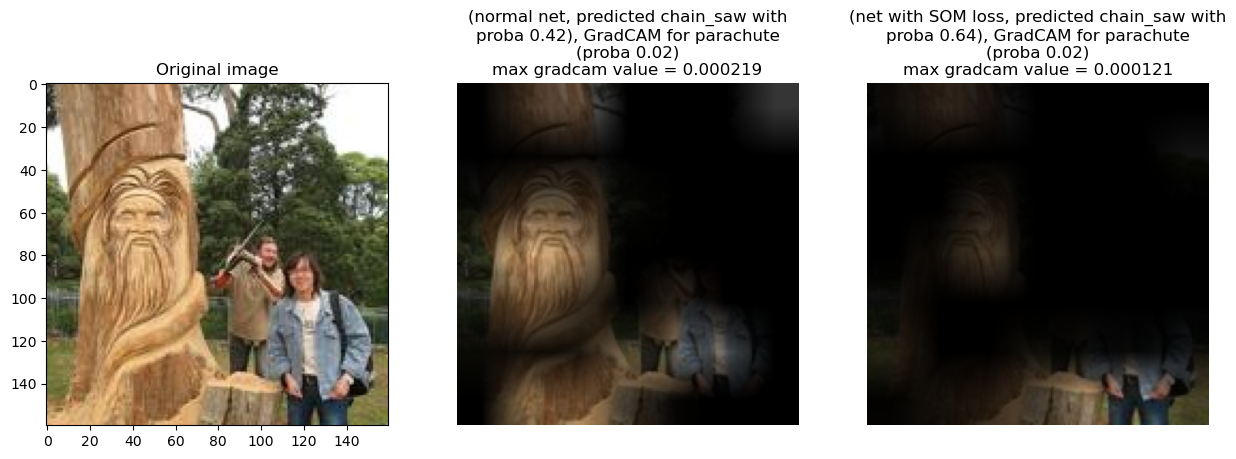 Original image
(normal net, predicted chain_saw with
proba 0.42), GradCAM for parachute
(proba 0.02)
max gradcam value = 0.000219
(net with SOM loss, predicted chain_saw with
proba 0.64), GradCAM for parachute
(proba 0.02)
max gradcam value = 0.000121
0
20
40
60
80
100
120
140
0 20 40 60 80 100 120 140